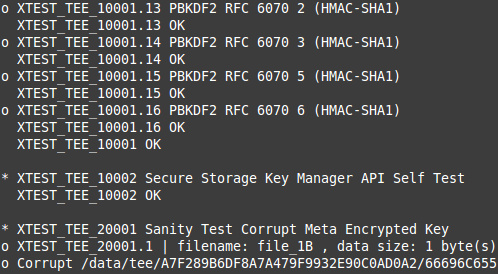 o XTEST_TEE_10001.13 PBKDF2 RFC 6070 2 (HMAC-SHA1)
  XTEST_TEE_10001.13 OK
o XTEST_TEE_10001.14 PBKDF2 RFC 6070 3 (HMAC-SHA1)
  XTEST_TEE_10001.14 OK
o XTEST_TEE_10001.15 PBKDF2 RFC 6070 5 (HMAC-SHA1)
  XTEST_TEE_10001.15 OK
o XTEST_TEE_10001.16 PBKDF2 RFC 6070 6 (HMAC-SHA1)
  XTEST_TEE_10001.16 OK
  XTEST_TEE_10001 OK

* XTEST_TEE_10002 Secure Storage Key Manager API Self Test
  XTEST_TEE_10002 OK

* XTEST_TEE_20001 Sanity Test Corrupt Meta Encrypted Key
o XTEST_TEE_20001.1 | filename: file_1B , data size: 1 byte(s)
o Corrupt /data/tee/A7F289B6DF8A7A479F9932E90C0AD0A2/66696C655